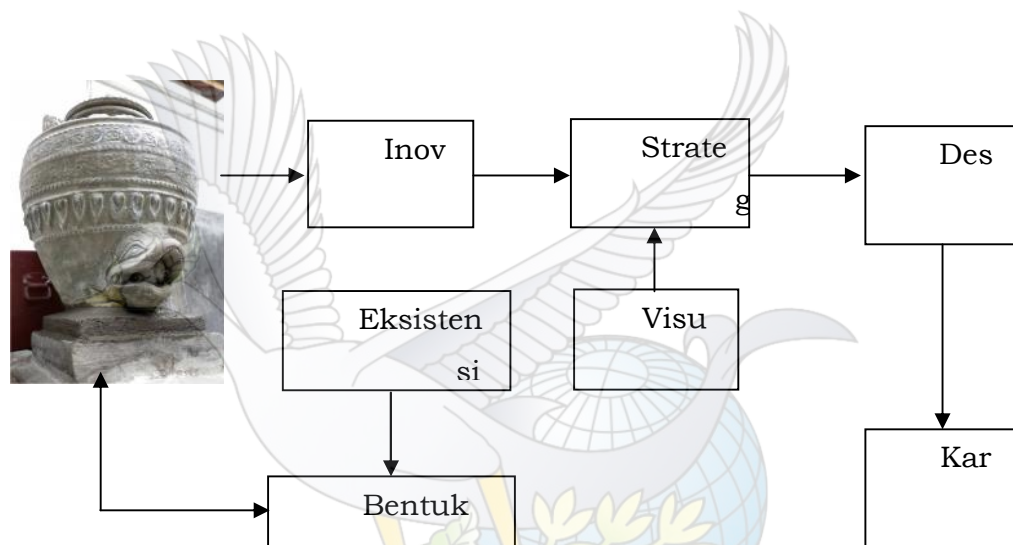 Inov
Strate
g
Des
Eksisten
si
Visu
Kar
Bentuk